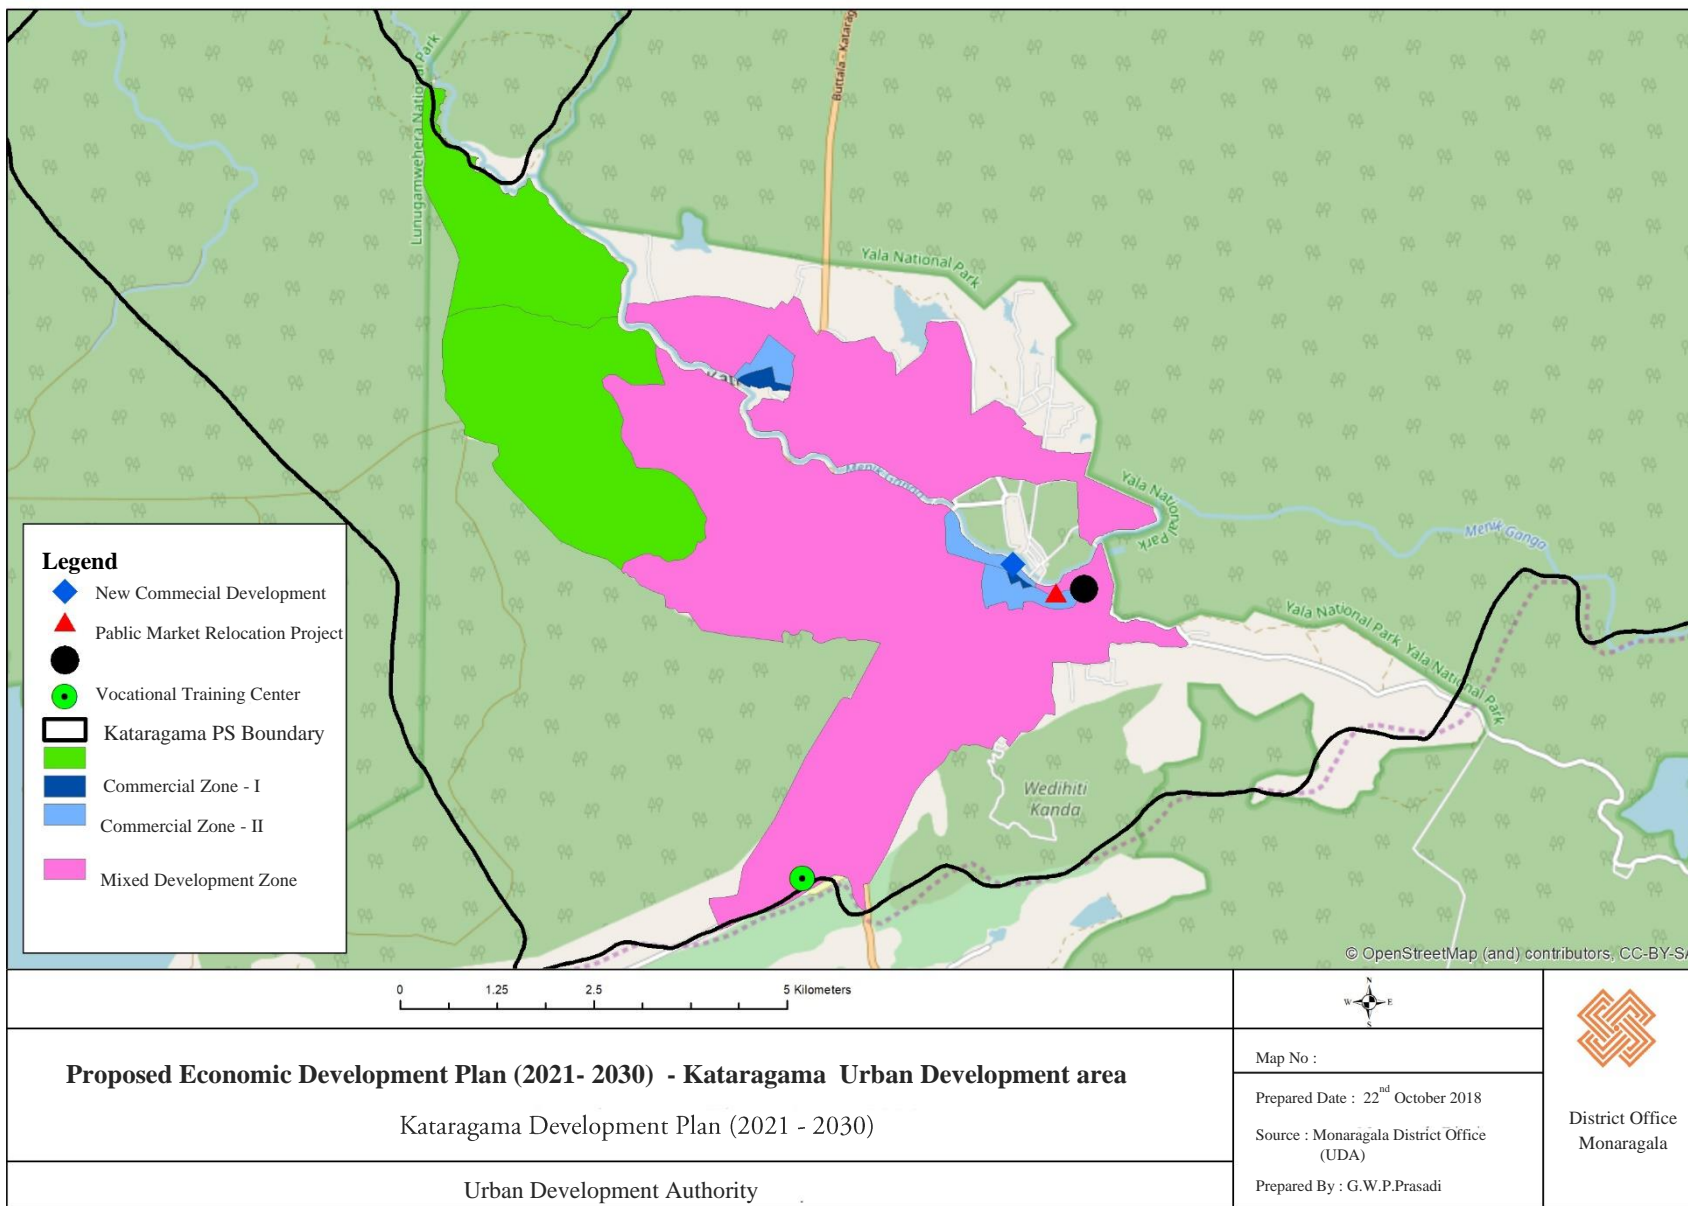 Buttala - Katarag
Lunugamwehera National Park
Yala National Park
Menik Ganga
Yala National Park
Menik Ganga
Yala National Park
Yala National Park
Wedihiti
Kanda
Legend
New Commecial Development
Pablic Market Relocation Project
Vocational Training Center
Kataragama PS Boundary
Commercial Zone - I
Commercial Zone - II
Mixed Development Zone
© OpenStreetMap (and) contributors, CC-BY-SA
0 1.25 2.5 5 Kilometers
N
W E
S
Proposed Economic Development Plan (2021- 2030) - Kataragama Urban Development area
Kataragama Development Plan (2021 - 2030)
Urban Development Authority
Map No :
Prepared Date : 22nd October 2018
Source : Monaragala District Office
(UDA)
Prepared By : G.W.P.Prasadi
District Office
Monaragala